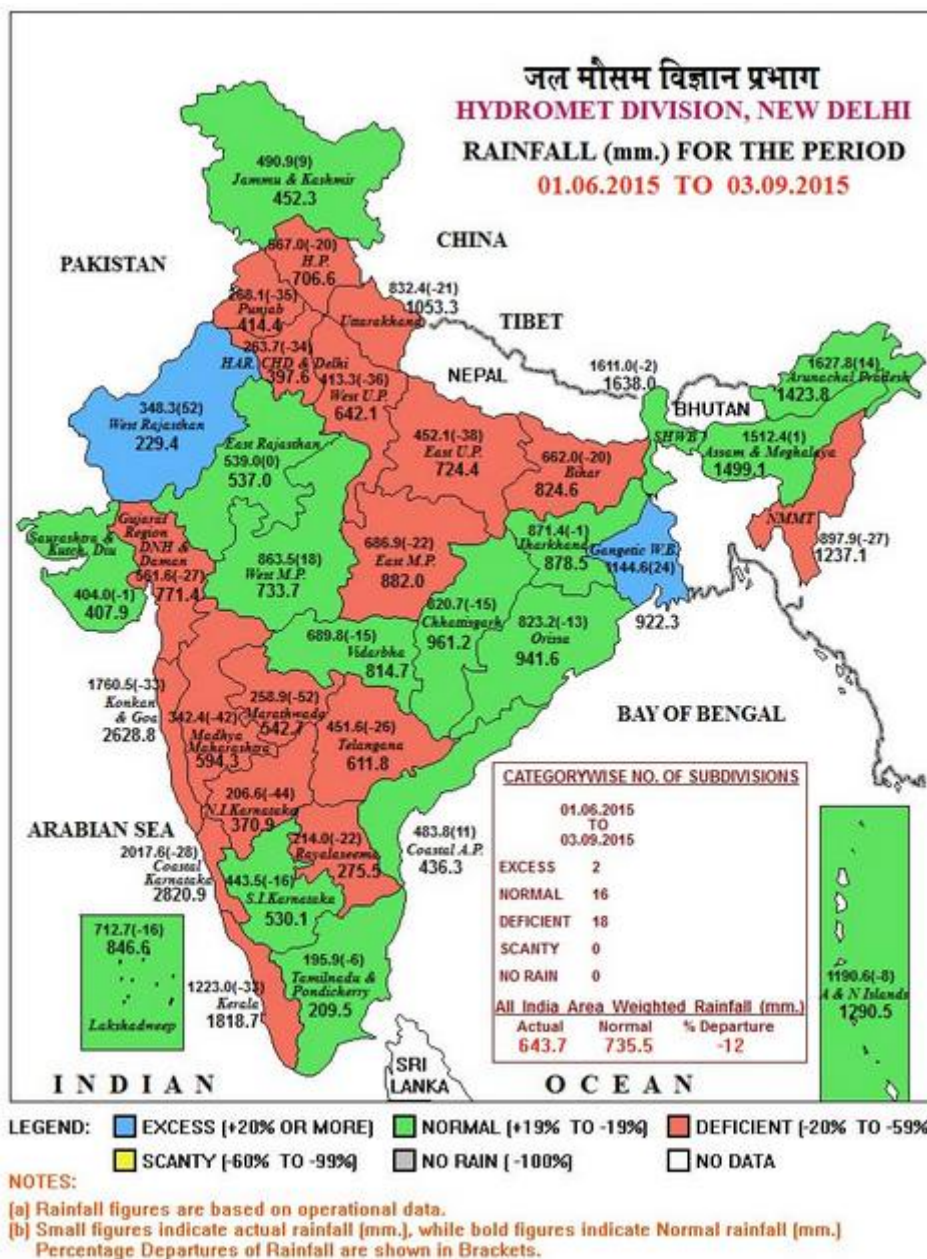 जल मौसम विज्ञान प्रभाग
HYDROMET DIVISION, NEW DELHI
RAINFALL (mm.) FOR THE PERIOD
01.06.2015 TO 03.09.2015
490.9(9)
Jammu & Kashmir
452.3
CHINA
PAKISTAN
567.0(-20)
H.P.
706.6
832.4(-21)
1053.3
Uttarakhand
268.1(-35)
Punjab
414.4
TIBET
263.7(-34)
HAR. CHD & Delhi
397.6
NEPAL
413.3(-36)
West U.P.
642.1
1611.0(-2)
1638.0
1627.8(14)
Arunachal Pradesh
1423.8
BHUTAN
348.3(52)
West Rajasthan
229.4
East Rajasthan
539.0(0)
537.0
452.1(-38)
East U.P.
724.4
662.0(-20)
Bihar
824.6
SHWB
1512.4(1)
Assam & Meghalaya
1499.1
Saurashtra &
Kutch, Diu
404.0(-1)
407.9
Gujarat
Region
DNH &
Daman
561.6(-27)
771.4
863.5(18)
West M.P.
733.7
686.9(-22)
East M.P.
882.0
871.4(-1)
Jharkhand
878.5
Gangetic W.B.
1144.6(24)
922.3
NMMT
897.9(-27)
1237.1
820.7(-15)
Chhattisgarh
961.2
823.2(-13)
Orissa
941.6
689.8(-15)
Vidarbha
814.7
1760.5(-33)
Konkan
& Goa
2628.8
342.4(-42)
Madhya
Maharashtra
594.3
258.9(-52)
Marathwada
542.7
451.6(-26)
Telangana
611.8
BAY OF BENGAL
206.6(-44)
N.I.Karnataka
370.9
ARABIAN SEA
2017.6(-28)
Coastal
Karnataka
2820.9
214.0(-22)
Rayalaseema
275.5
483.8(11)
Coastal A.P.
436.3
443.5(-16)
S.I.Karnataka
530.1
712.7(-16)
846.6
Lakshadweep
1223.0(-33)
Kerala
1818.7
195.9(-6)
Tamilnadu &
Pondicherry
209.5
CATEGORYWISE NO. OF SUBDIVISIONS
01.06.2015
TO
03.09.2015
EXCESS 2
NORMAL 16
DEFICIENT 18
SCANTY 0
NO RAIN 0
All India Area Weighted Rainfall (mm.)
Actual Normal % Departure
643.7 735.5 -12
1190.6(-8)
A & N Islands
1290.5
SRI
LANKA
INDIAN OCEAN
LEGEND: EXCESS (+20% OR MORE) NORMAL (+19% TO -19%) DEFICIENT (-20% TO -59%
SCANTY (-60% TO -99%) NO RAIN (-100%) NO DATA
NOTES:
(a) Rainfall figures are based on operational data.
(b) Small figures indicate actual rainfall (mm.), while bold figures indicate Normal rainfall (mm.)
Percentage Departures of Rainfall are shown in Brackets.